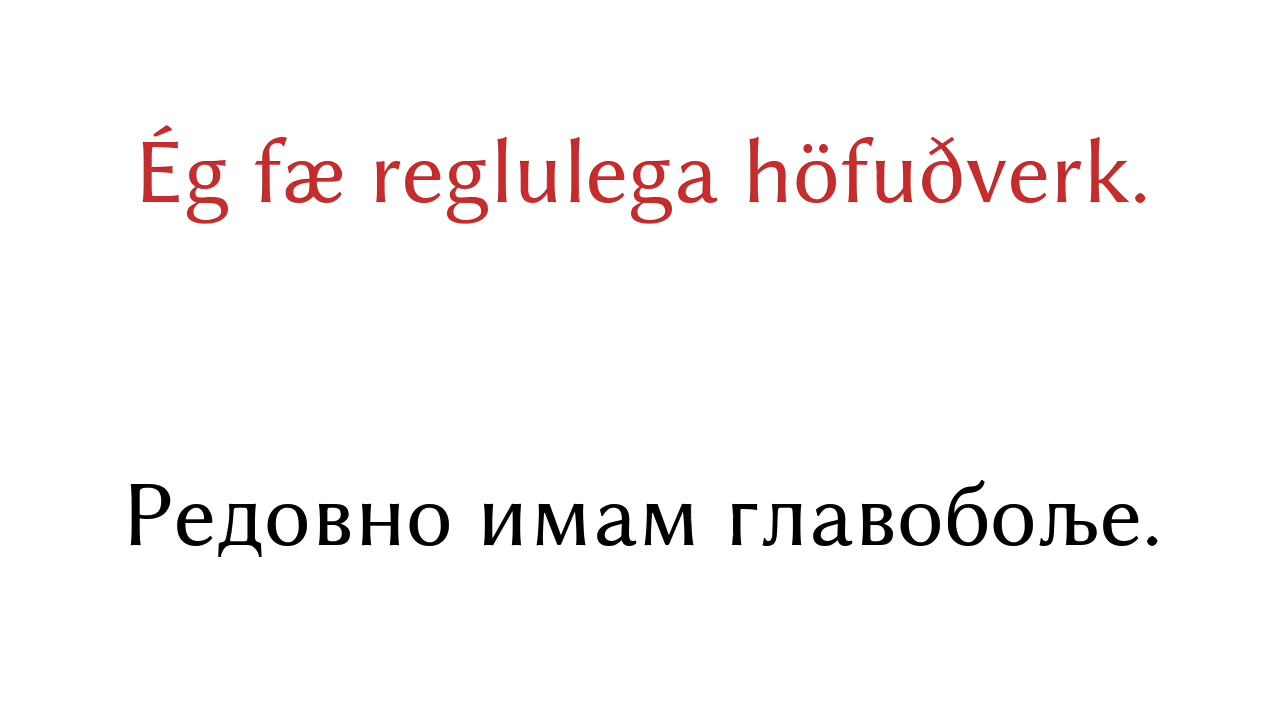 Ég fæ reglulega höfuðverk.
Редовно имам главобоље.